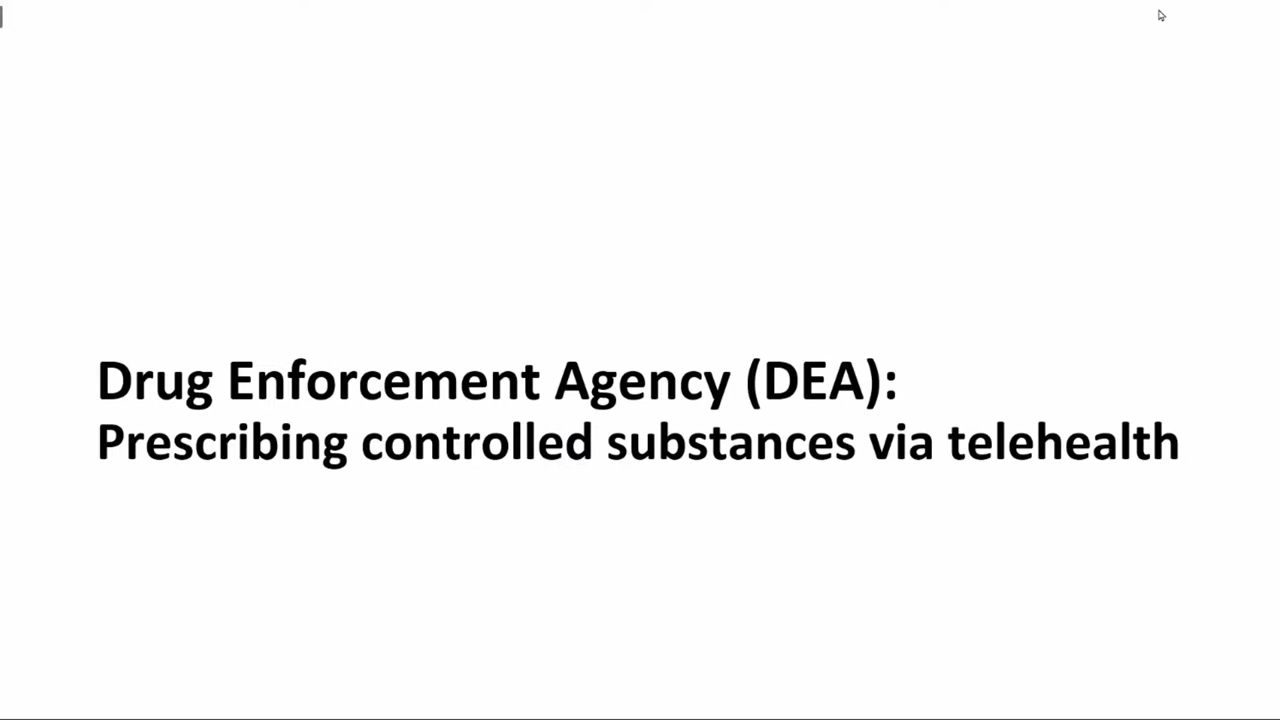 Drug Enforcement Agency (DEA):
Prescribing controlled substances via telehealth